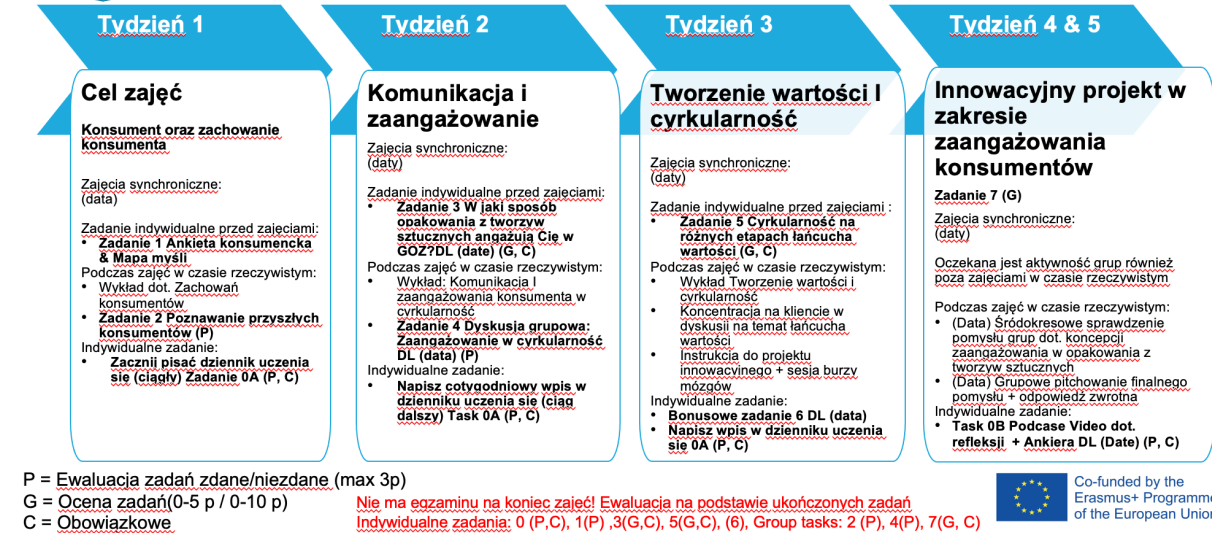 Tydzień 1
Cel zajęć
Konsument oraz zachowanie
konsumenta
Zajęcia synchroniczne:
(data)
Zadanie indywidualne przed zajęciami:
• Zadanie 1 Ankieta konsumencka
& Mapa myśli
Podczas zajęć w czasie rzeczywistym:
• Wykład dot. Zachowań
konsumentów
• Zadanie 2 Poznawanie przyszłych
konsumentów (P)
Indywidualne zadanie:
• Zacznij pisać dziennik uczenia
się (ciągły) Zadanie 0A (P, C)
Tydzień 2
Komunikacja i
zaangażowanie
Zajęcia synchroniczne:
(daty)
Zadanie indywidualne przed zajęciami:
• Zadanie 3 W jaki sposób
opakowania z tworzyw
sztucznych angażują Cię w
GOZ?DL (date) (G, C)
Podczas zajęć w czasie rzeczywistym:
• Wykład: Komunikacja I
zaangażowania konsumenta w
cyrkularność
• Zadanie 4 Dyskusja grupowa:
Zaangażowanie w cyrkularność
DL (data) (P)
Indywidualne zadanie:
• Napisz cotygodniowy wpis w
dzienniku uczenia się (ciąg
dalszy) Task 0A (P, C)
Tydzień 3
Tworzenie wartości I
cyrkularność
Zajęcia synchroniczne:
(daty)
Zadanie indywidualne przed zajęciami :
• Zadanie 5 Cyrkularność na
różnych etapach łańcucha
wartości (G, C)
Podczas zajęć w czasie rzeczywistym:
• Wykład Tworzenie wartości i
cyrkularność
• Koncentracja na kliencie w
dyskusii na temat łańcucha
wartości
• Instrukcja do projektu
innowacyjnego + sesja burzy
mózgów
Indywidualne zadanie:
• Bonusowe zadanie 6 DL (data)
• Napisz wpis w dzienniku uczenia
się 0A (P, C)
Tydzień 4 & 5
Innowacyjny projekt w
zakresie
zaangażowania
konsumentów
Zadanie 7 (G)
Zajęcia synchroniczne:
(daty)
Oczekana jest aktywność grup również
poza zajęciami w czasie rzeczywistym
Podczas zajęć w czasie rzeczywistym:
• (Data) Śródokresowe sprawdzenie
pomysłu grup dot. koncepcji
zaangażowania w opakowania z
tworzyw sztucznych
• (Data) Grupowe pitchowanie finalnego
pomysłu + odpowiedź zwrotna
Indywidualne zadanie:
• Task 0B Podcase Video dot.
refleksji + Ankiera DL (Date) (P, C)
P = Ewaluacja zadań zdane/niezdane (max 3p)
G = Ocena zadań(0-5 p / 0-10 p)
C = Obowiązkowe
Nie ma egzaminu na koniec zajęć! Ewaluacja na podstawie ukończonych zadań
Indywidualne zadania: 0 (P,C), 1(P) ,3(G,C), 5(G,C), (6), Group tasks: 2 (P), 4(P), 7(G, C)
Co-funded by the
Erasmus+ Programme
of the European Union